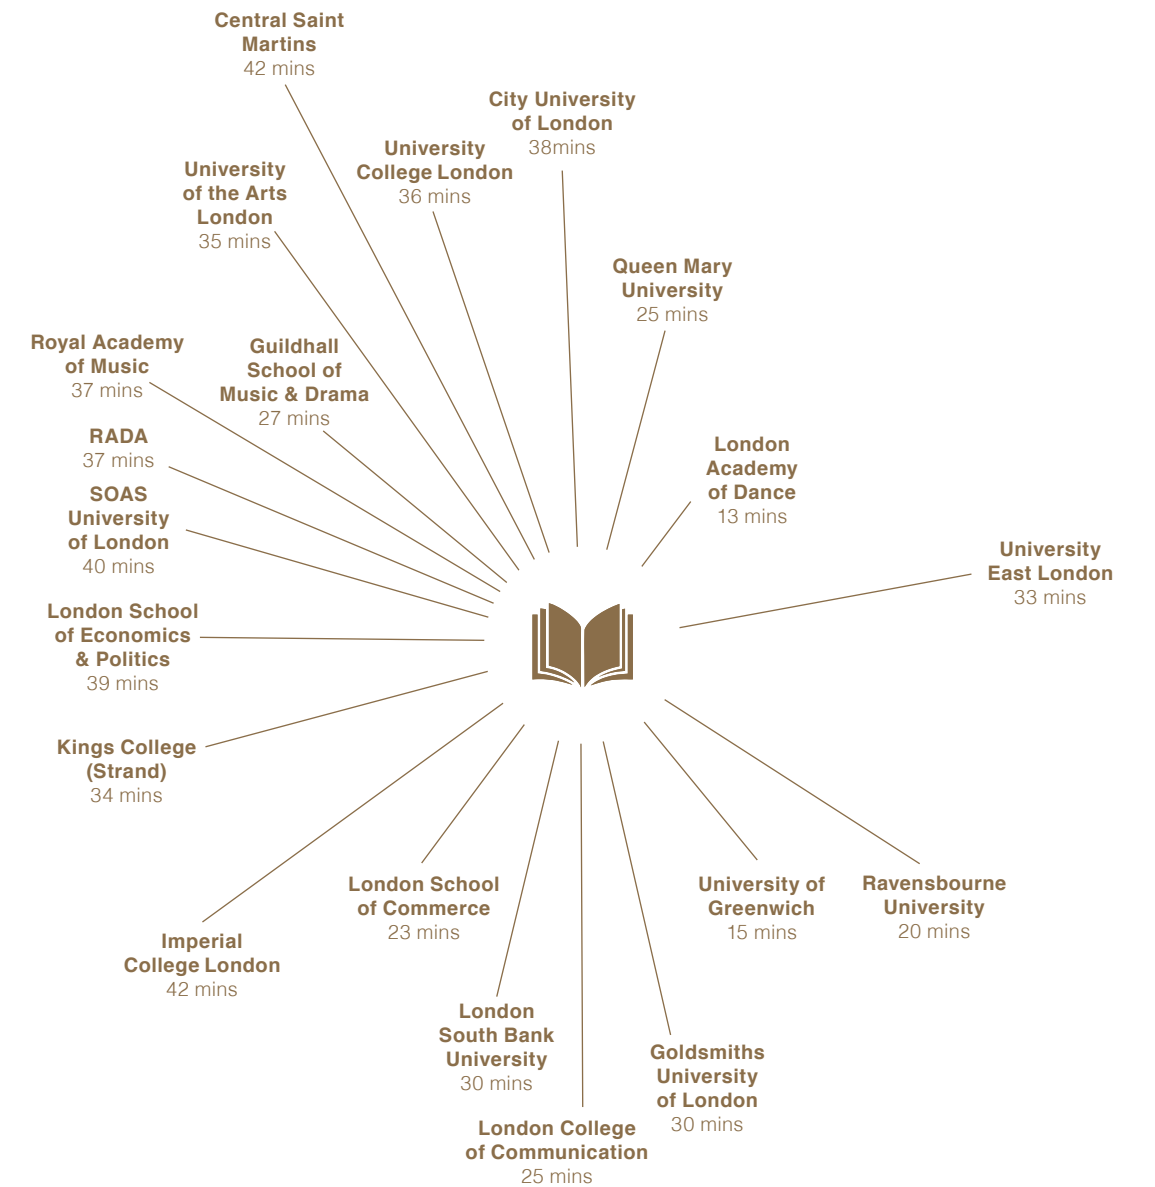 Central Saint
Martins
42 mins
City University
of London
38mins
University
College London
36 mins
University
of the Arts
London
35 mins
Queen Mary
University
25 mins
Royal Academy
of Music
37 mins
Guildhall
School of
Music & Drama
27 mins
RADA
37 mins
London
Academy
of Dance
13 mins
SOAS
University
of London
40 mins
University
East London
33 mins
London School
of Economics
& Politics
39 mins
Kings College
(Strand)
34 mins
London School
of Commerce
23 mins
University of
Greenwich
15 mins
Ravensbourne
University
20 mins
Imperial
College London
42 mins
London
South Bank
University
30 mins
Goldsmiths
University
of London
30 mins
London College
of Communication
25 mins